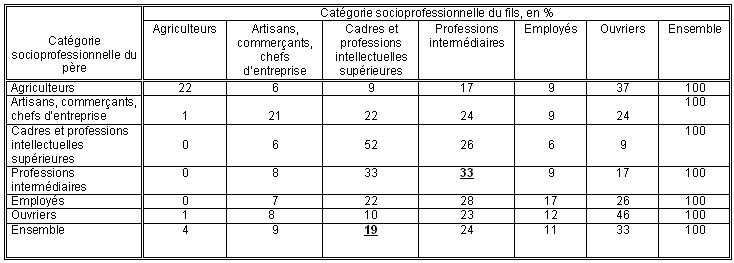 Catégorie socioprofessionnelle du fils, en %
Catégorie socioprofessionnelle du père
Agriculteurs
Artisans, commerçants, chefs d'entreprise
Cadres et professions intellectuelles supérieures
Professions intermédiaires
Employés
Ouvriers
Ensemble
Agriculteurs 22 6 9 17 9 37 100
Artisans, commerçants, chefs d'entreprise 1 21 22 24 9 24 100
Cadres et professions intellectuelles supérieures 0 6 52 26 6 9 100
Professions intermédiaires 0 8 33 33 9 17 100
Employés 0 7 22 28 17 26 100
Ouvriers 1 8 10 23 12 46 100
Ensemble 4 9 19 24 11 33 100